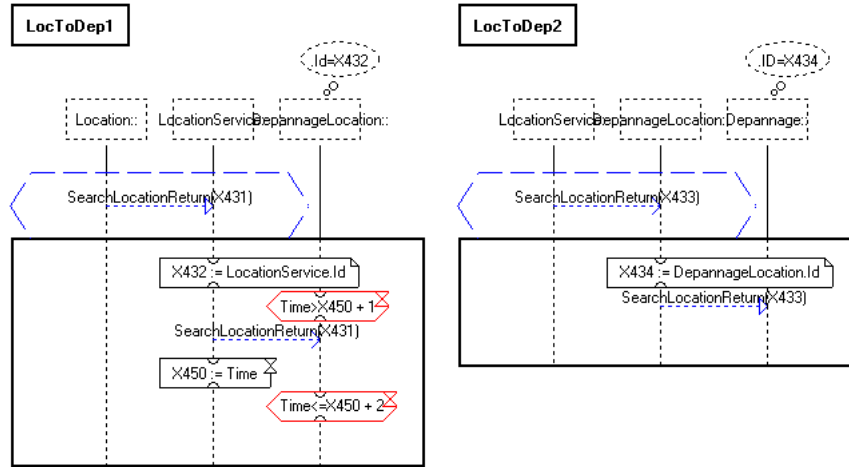 LocToDep1
.Id=X432
Location::
LocationService::
DepannageLocation::
SearchLocationReturn(X431)
X432 := LocationService.Id
Time>X450 + 1
SearchLocationReturn(X431)
X450 := Time
Time<=X450 + 2
LocToDep2
.ID=X434
LocationService::
DepannageLocation::
Depannage::
SearchLocationReturn(X433)
X434 := DepannageLocation.Id
SearchLocationReturn(X433)